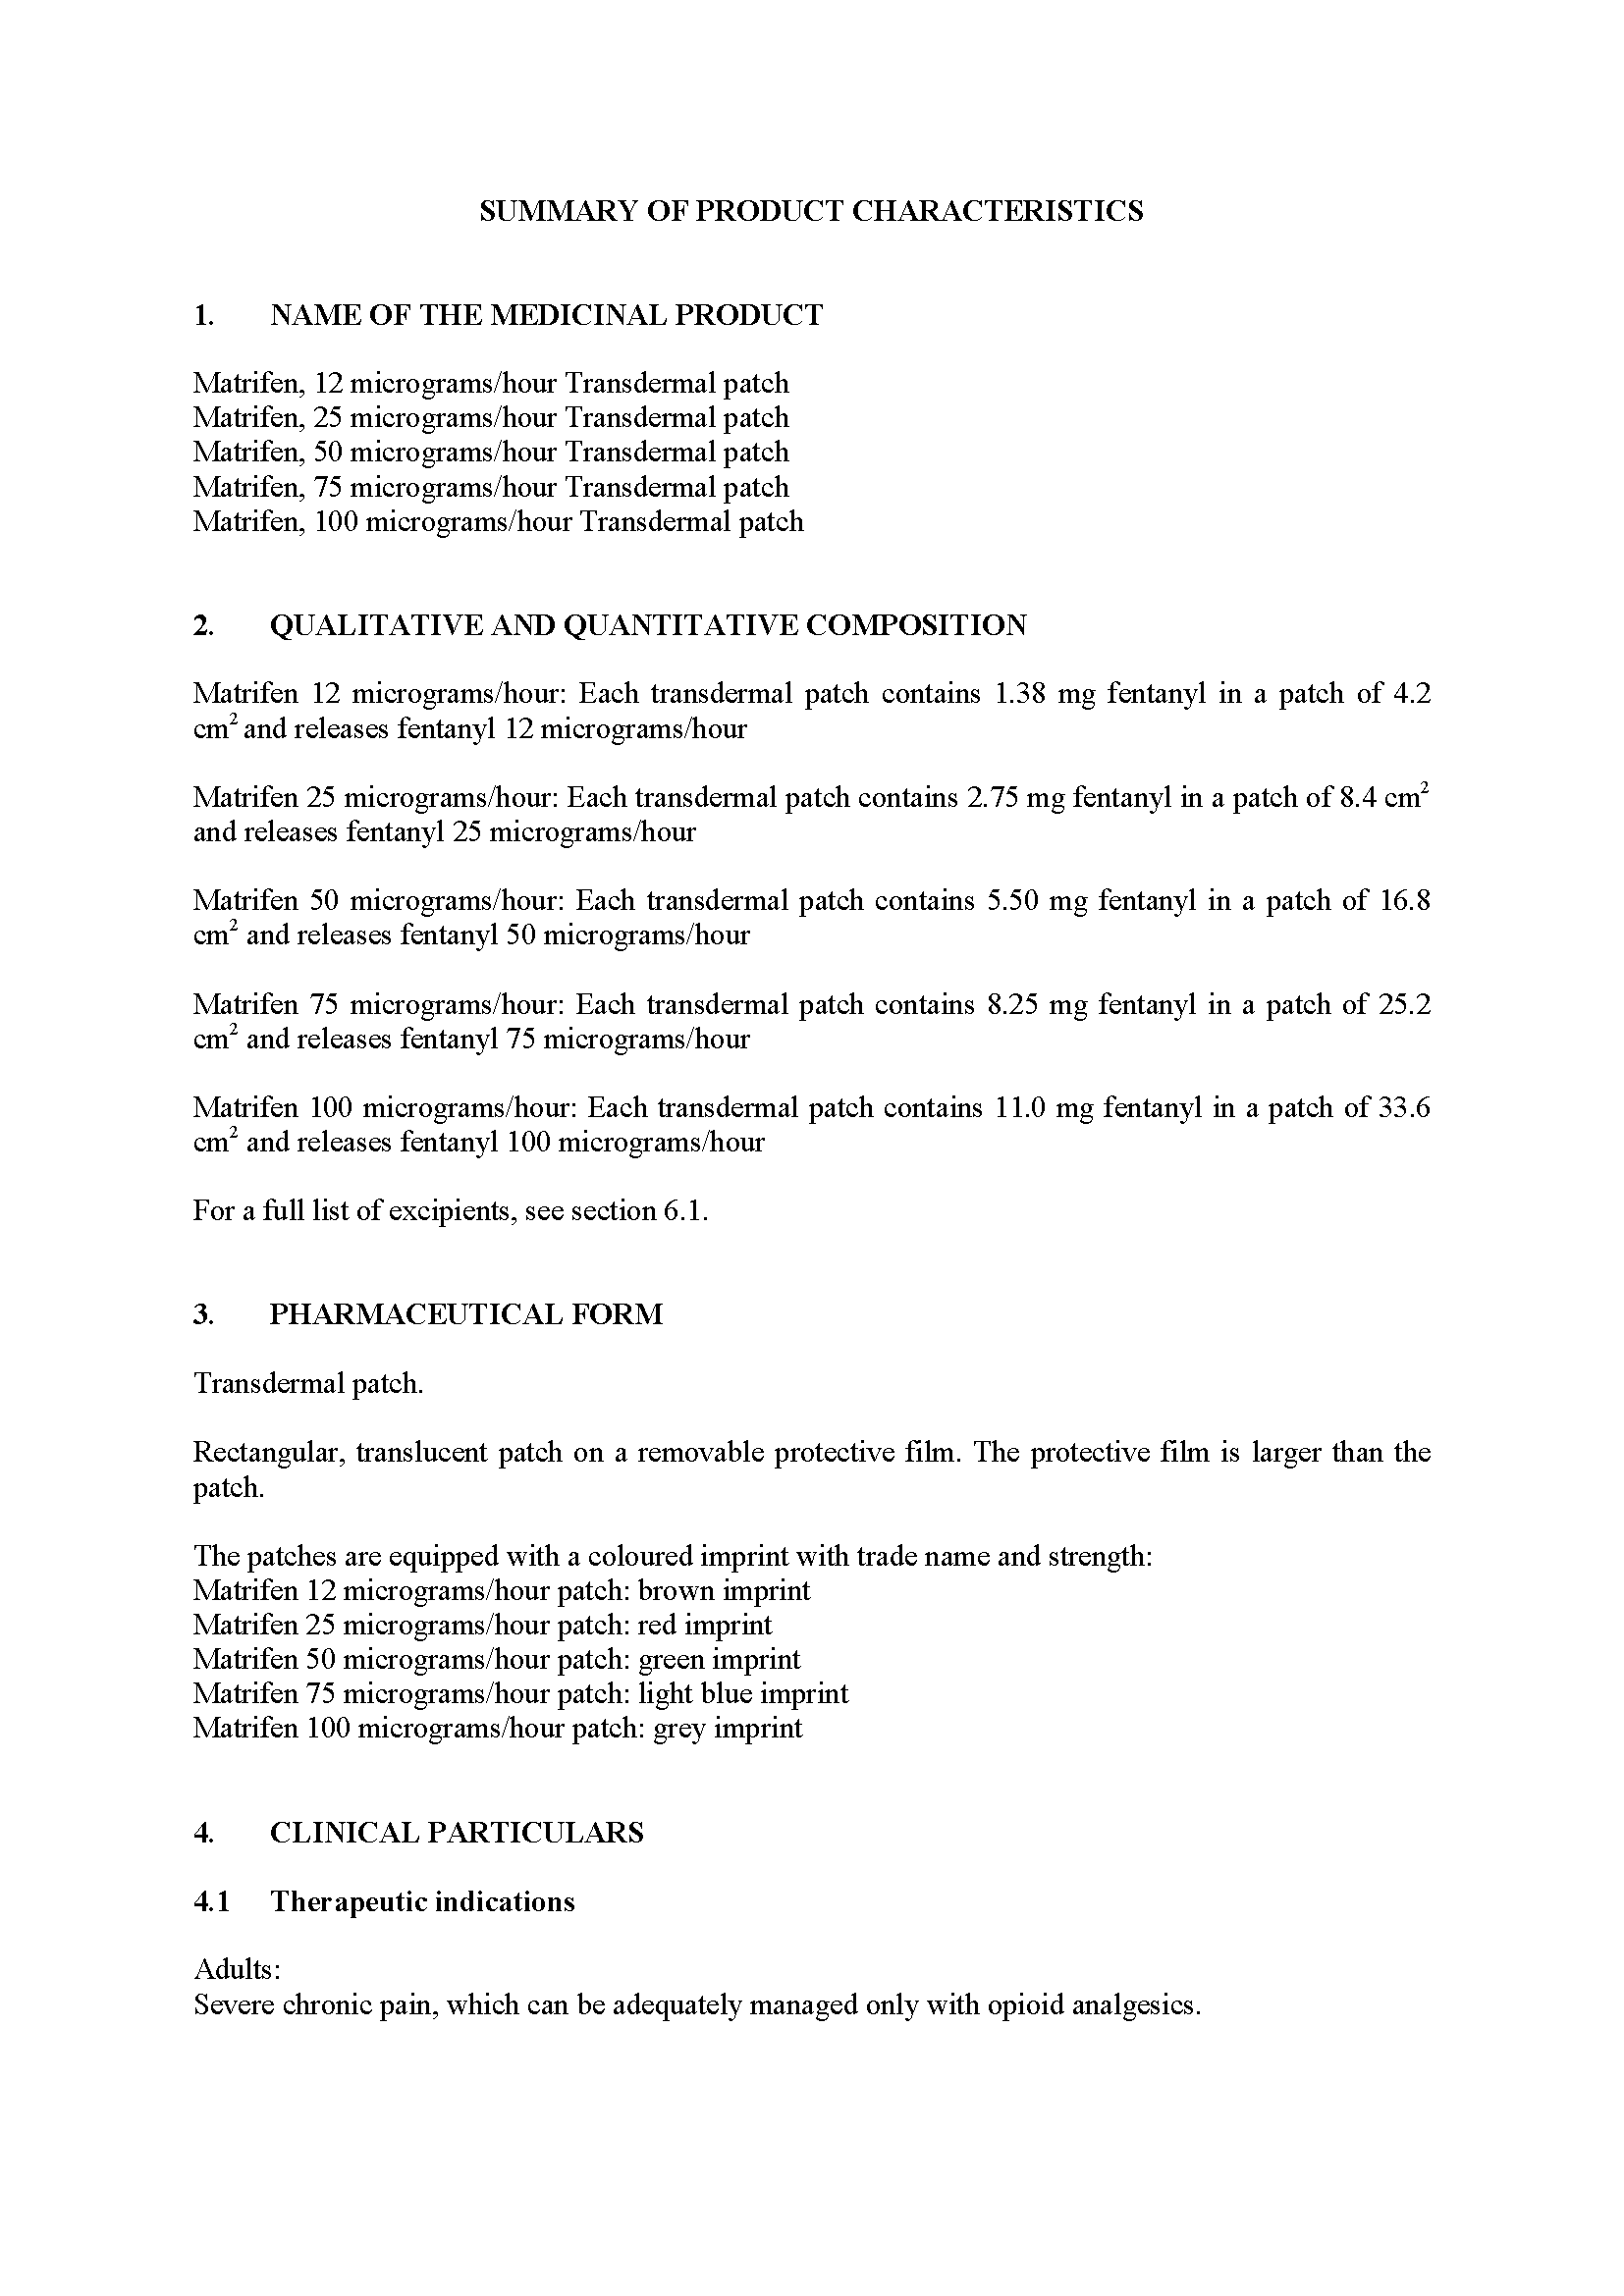 SUMMARY OF PRODUCT CHARACTERISTICS
1. NAME OF THE MEDICINAL PRODUCT
Matrifen, 12 micrograms/hour Transdermal patch
Matrifen, 25 micrograms/hour Transdermal patch
Matrifen, 50 micrograms/hour Transdermal patch
Matrifen, 75 micrograms/hour Transdermal patch
Matrifen, 100 micrograms/hour Transdermal patch
2. QUALITATIVE AND QUANTITATIVE COMPOSITION
Matrifen 12 micrograms/hour: Each transdermal patch contains 1.38 mg fentanyl in a patch of 4.2
cm² and releases fentanyl 12 micrograms/hour
Matrifen 25 micrograms/hour: Each transdermal patch contains 2.75 mg fentanyl in a patch of 8.4 cm²
and releases fentanyl 25 micrograms/hour
Matrifen 50 micrograms/hour: Each transdermal patch contains 5.50 mg fentanyl in a patch of 16.8
cm² and releases fentanyl 50 micrograms/hour
Matrifen 75 micrograms/hour: Each transdermal patch contains 8.25 mg fentanyl in a patch of 25.2
cm² and releases fentanyl 75 micrograms/hour
Matrifen 100 micrograms/hour: Each transdermal patch contains 11.0 mg fentanyl in a patch of 33.6
cm² and releases fentanyl 100 micrograms/hour
For a full list of excipients, see section 6.1.
3. PHARMACEUTICAL FORM
Transdermal patch.
Rectangular, translucent patch on a removable protective film. The protective film is larger than the
patch.
The patches are equipped with a coloured imprint with trade name and strength:
Matrifen 12 micrograms/hour patch: brown imprint
Matrifen 25 micrograms/hour patch: red imprint
Matrifen 50 micrograms/hour patch: green imprint
Matrifen 75 micrograms/hour patch: light blue imprint
Matrifen 100 micrograms/hour patch: grey imprint
4. CLINICAL PARTICULARS
4.1 Therapeutic indications
Adults:
Severe chronic pain, which can be adequately managed only with opioid analgesics.